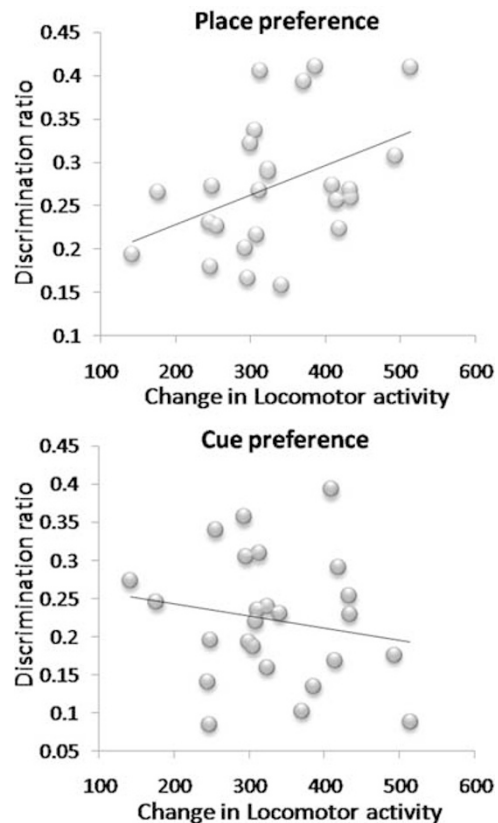 Place preference
Discrimination ratio
0.45
0.4
0.35
0.3
0.25
0.2
0.15
0.1
100 200 300 400 500 600
Change in Locomotor activity
Cue preference
Discrimination ratio
0.45
0.4
0.35
0.3
0.25
0.2
0.15
0.1
0.05
100 200 300 400 500 600
Change in Locomotor activity